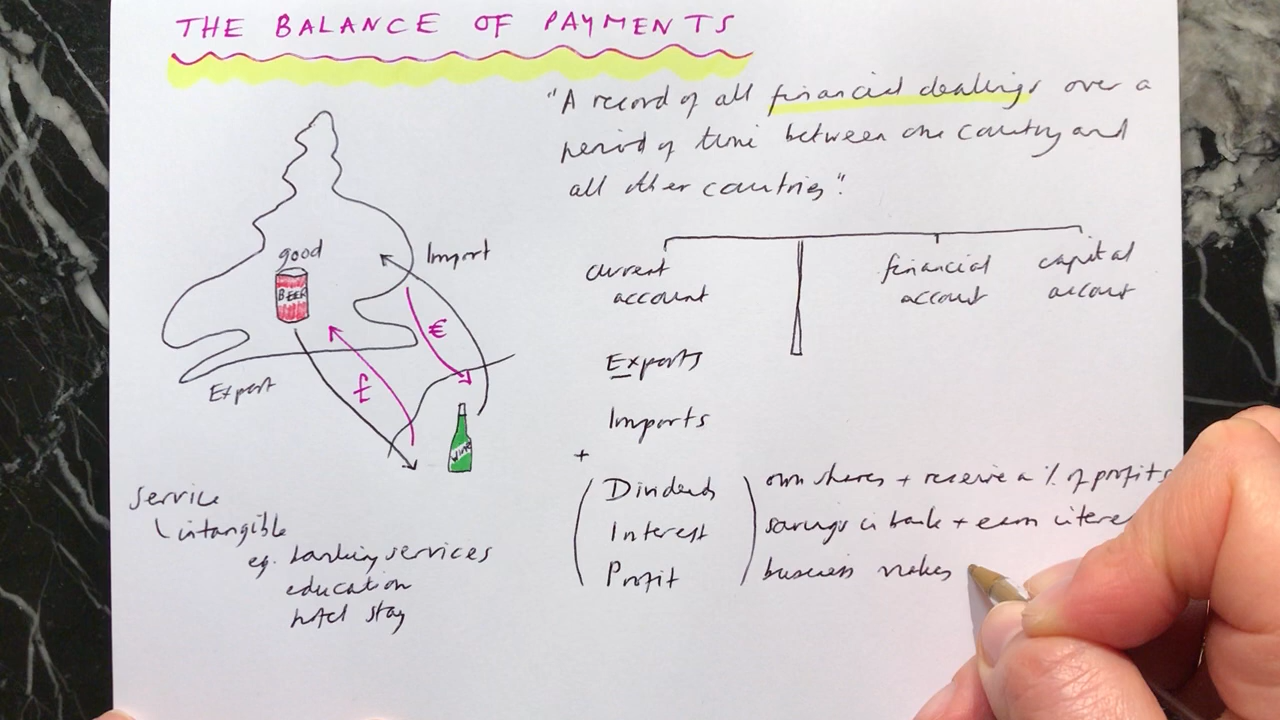 THE BALANCE OF PAYMENTS
"A record of all financial dealings over a
period of time between one country and
all other countries".
good
BEER
Import
€
£
Export
WINE
service
intangible
eg. banking services
education
hotel stay
current
account
financial
account
capital
account
Exports
Imports
+
Dividends
Interest
Profit
own shares + receive a % of profits
savings in bank + earn intere
business makes